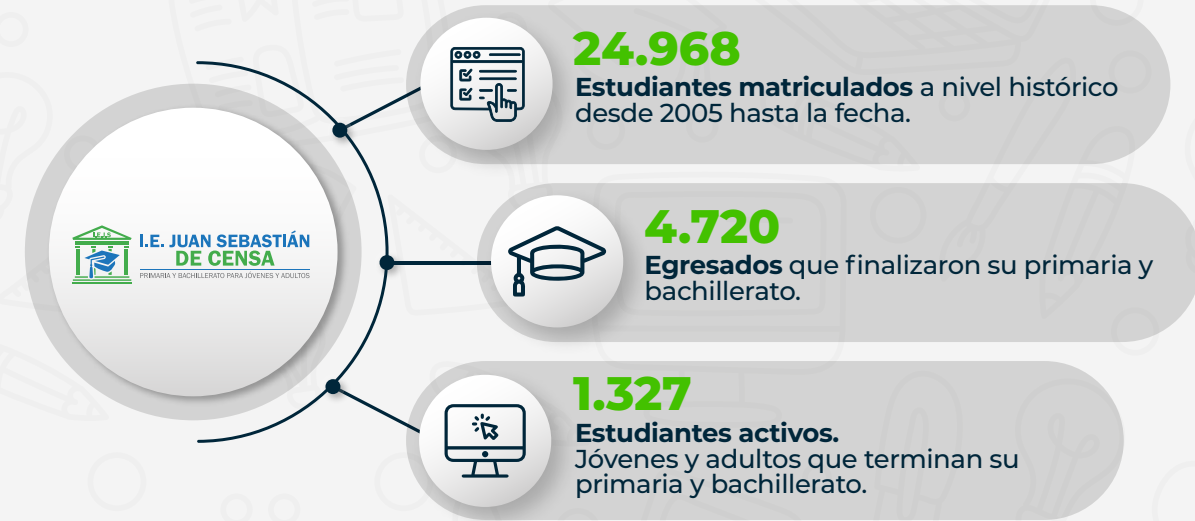 I.E.J.S
I.E. JUAN SEBASTIÁN
DE CENSA
PRIMARIA Y BACHILLERATO PARA JÓVENES Y ADULTOS
24.968
Estudiantes matriculados a nivel histórico
desde 2005 hasta la fecha.
4.720
Egresados que finalizaron su primaria y
bachillerato.
1.327
Estudiantes activos.
Jóvenes y adultos que terminan su
primaria y bachillerato.